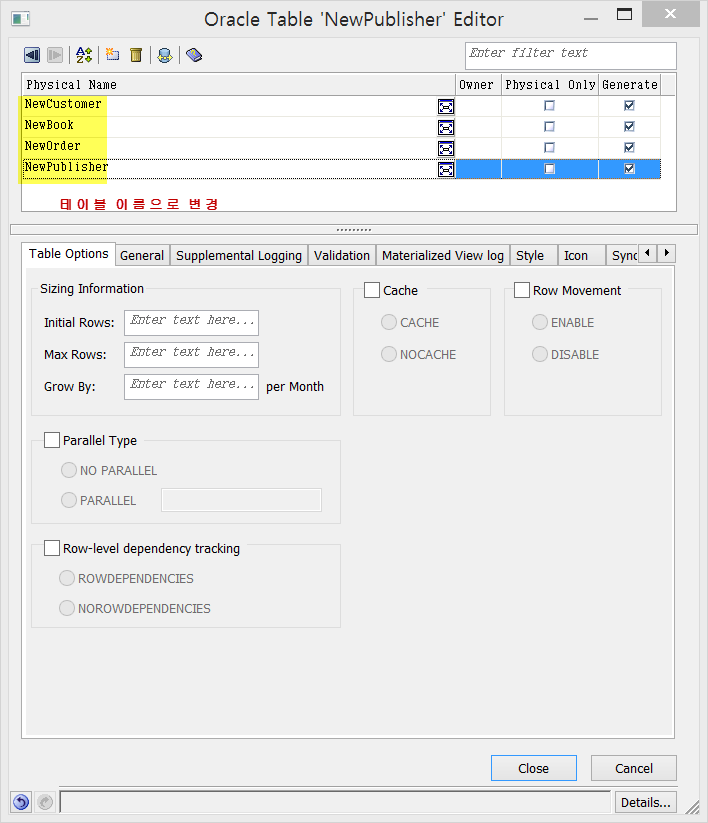 Oracle Table 'NewPublisher' Editor
Enter filter text
Physical Name Owner Physical Only Generate
NewCustomer
NewBook
NewOrder
NewPublisher
테이블 이름으로 변경
Table Options General Supplemental Logging Validation Materialized View log Style Icon Sync
Sizing Information
Initial Rows: Enter text here...
Max Rows: Enter text here...
Grow By: Enter text here... per Month
Cache
CACHE
NOCACHE
Row Movement
ENABLE
DISABLE
Parallel Type
NO PARALLEL
PARALLEL
Row-level dependency tracking
ROWDEPENDENCIES
NOROWDEPENDENCIES
Close Cancel
Details...